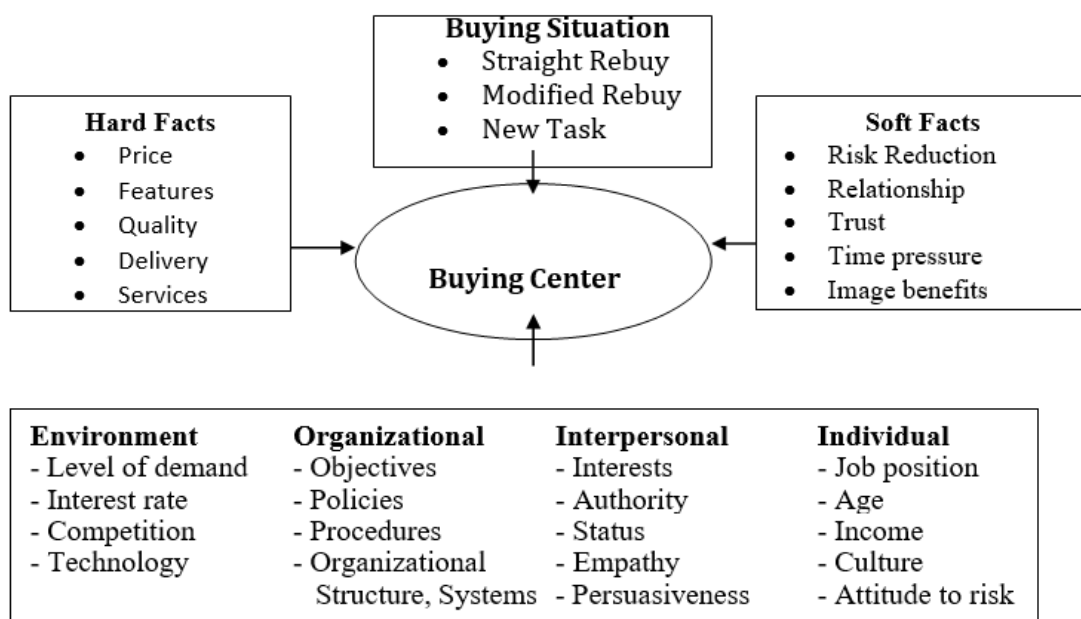 Buying Situation
• Straight Rebuy
• Modified Rebuy
• New Task
Hard Facts
• Price
• Features
• Quality
• Delivery
• Services
Soft Facts
• Risk Reduction
• Relationship
• Trust
• Time pressure
• Image benefits
Buying Center
Environment
- Level of demand
- Interest rate
- Competition
- Technology
Organizational
- Objectives
- Policies
- Procedures
- Organizational
Structure, Systems
Interpersonal
- Interests
- Authority
- Status
- Empathy
- Persuasiveness
Individual
- Job position
- Age
- Income
- Culture
- Attitude to risk